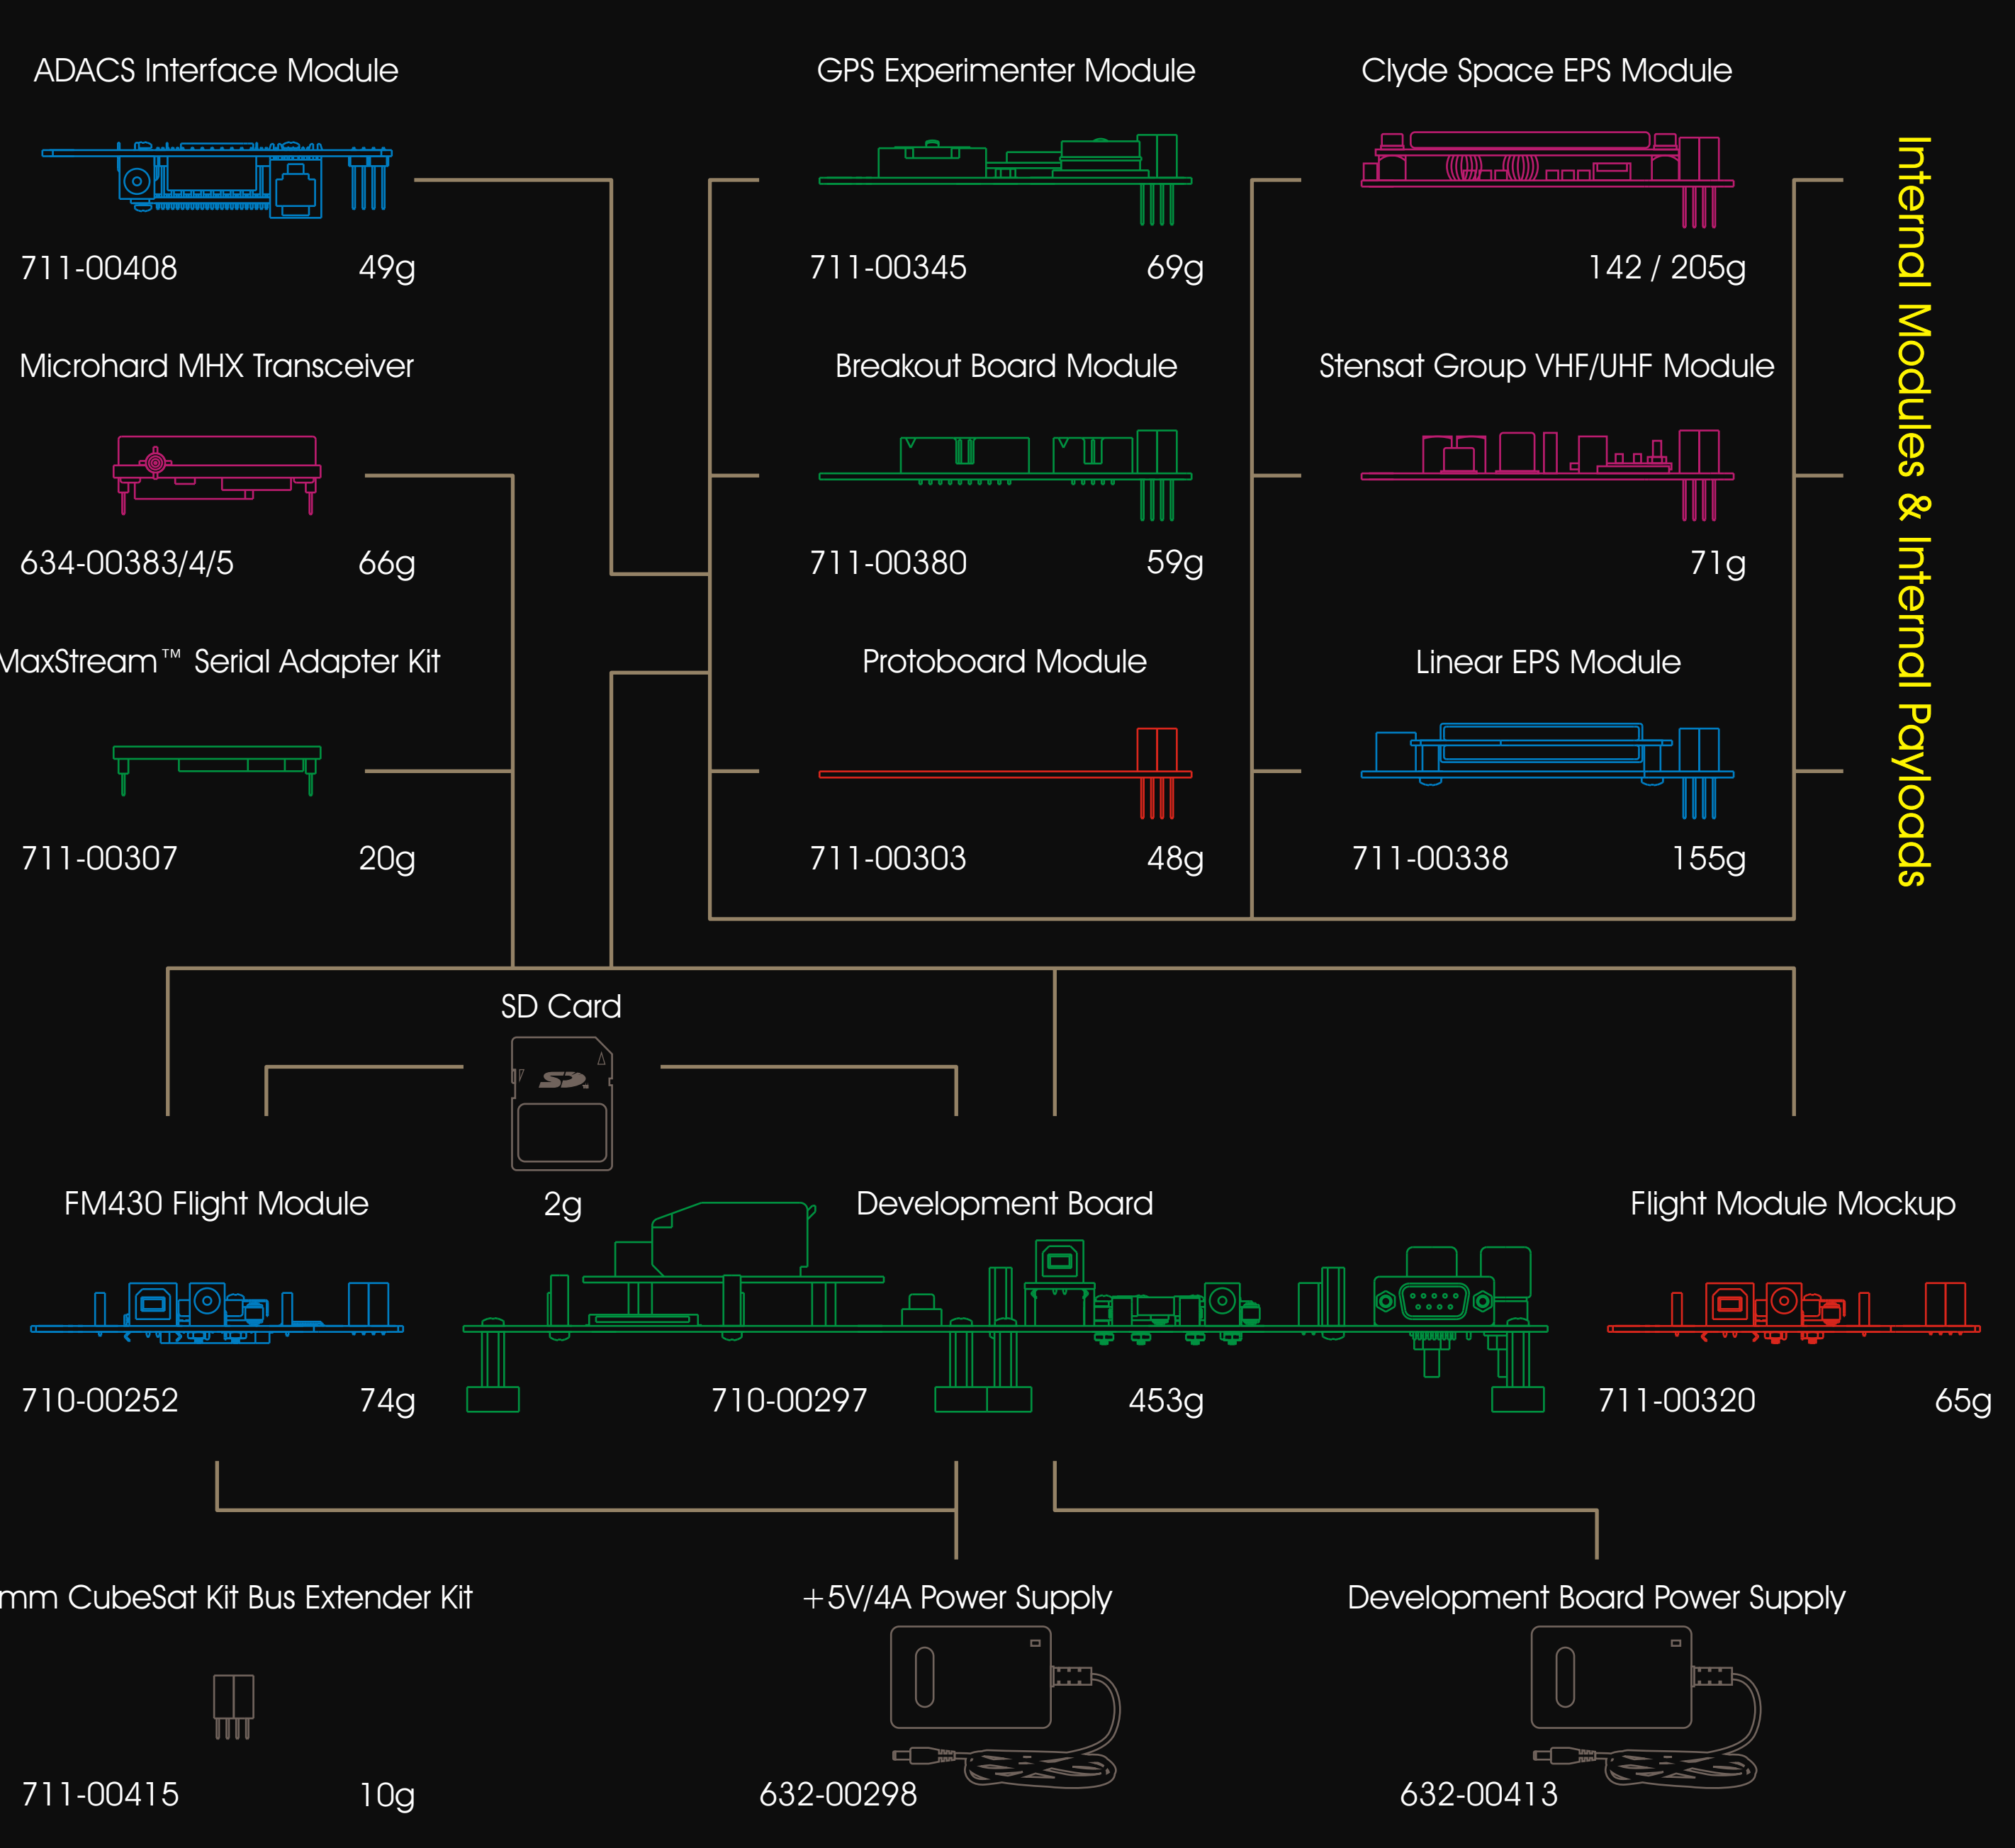 ADACS Interface Module
GPS Experimenter Module
Clyde Space EPS Module
711-00408
49g
711-00345
69g
142 / 205g
Microhard MHX Transceiver
Breakout Board Module
Stensat Group VHF/UHF Module
634-00383/4/5
66g
711-00380
59g
71g
MaxStream™ Serial Adapter Kit
Protoboard Module
Linear EPS Module
711-00307
20g
711-00303
48g
711-00338
155g
Internal Modules & Internal Payloads
SD Card
SD
2g
FM430 Flight Module
Development Board
Flight Module Mockup
710-00252
74g
710-00297
453g
711-00320
65g
mm CubeSat Kit Bus Extender Kit
+5V/4A Power Supply
Development Board Power Supply
711-00415
10g
632-00298
632-00413